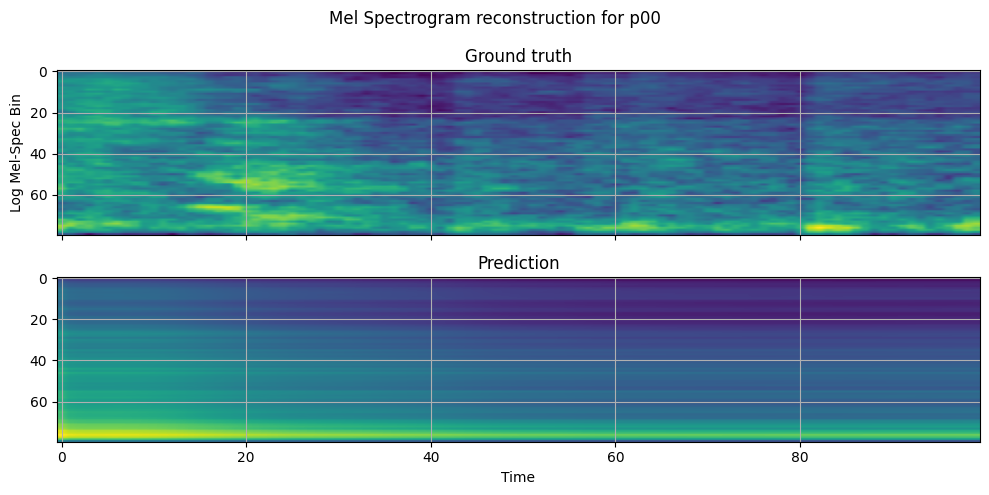 Mel Spectrogram reconstruction for p00
Ground truth
0
20
40
60
Log Mel-Spec Bin
Prediction
0
20
40
60
0 20 40 60 80
Time